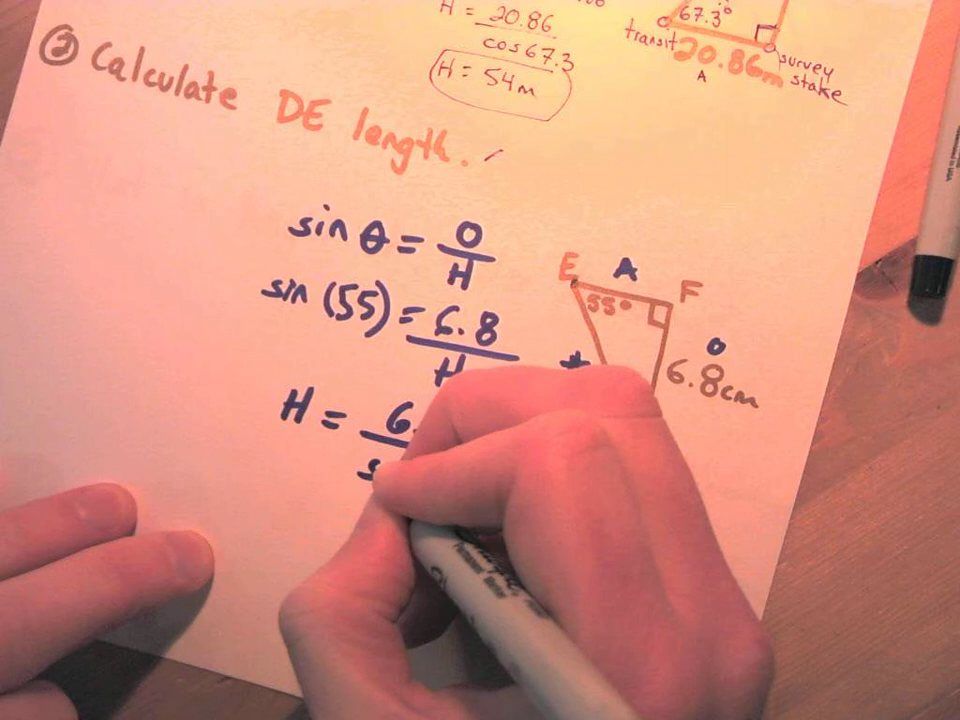 H = 20.86
cos 67.3
H = 54m
67.3°
transit
20.86m
survey
stake
A
② Calculate DE length.
sin θ = O
H
sin (55) = 6.8
H
H = 6.
s
E A F
55°
O
6.8cm